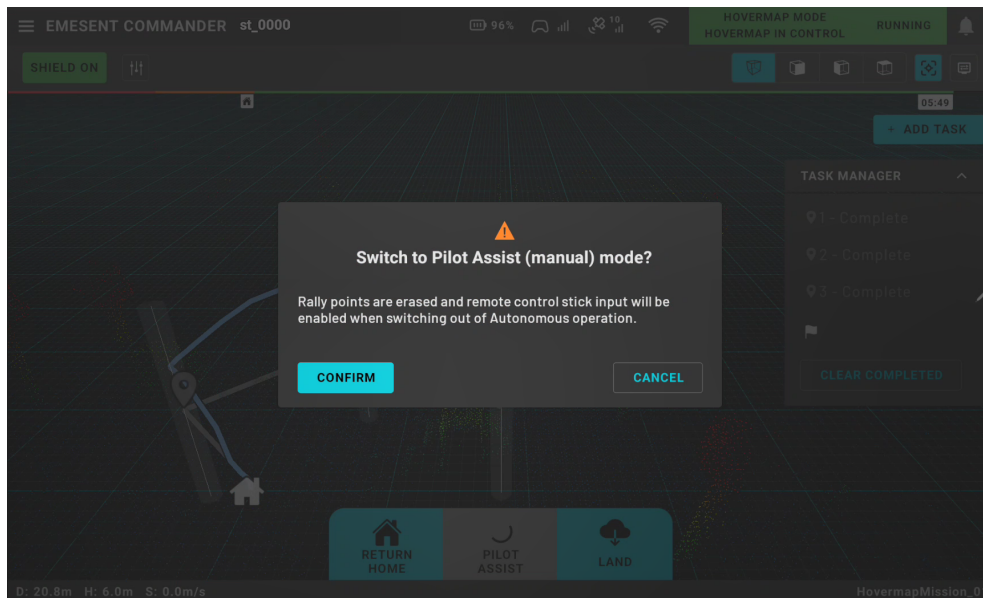 EMESENT COMMANDER st_0000
96%
10
HOVERMAP MODE
HOVERMAP IN CONTROL
RUNNING
SHIELD ON
05:49
+ ADD TASK
TASK MANAGER
1 - Complete
2 - Complete
3 - Complete
CLEAR COMPLETED
Switch to Pilot Assist (manual) mode?
Rally points are erased and remote control stick input will be
enabled when switching out of Autonomous operation.
CONFIRM
CANCEL
RETURN
HOME
PILOT
ASSIST
LAND
D: 20.8m H: 6.0m S: 0.0m/s
HovermapMission_0